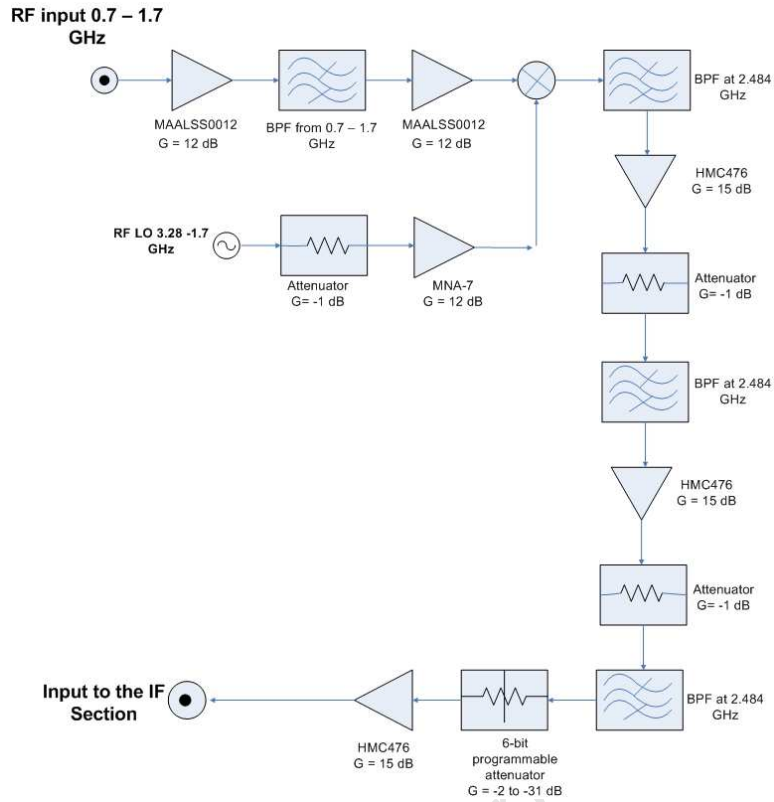 RF input 0.7 – 1.7
GHz
MAALSS0012
G = 12 dB
BPF from 0.7 – 1.7
GHz
MAALSS0012
G = 12 dB
BPF at 2.484
GHz
HMC476
G = 15 dB
RF LO 3.28 -1.7
GHz
Attenuator
G= -1 dB
MNA-7
G = 12 dB
Attenuator
G= -1 dB
BPF at 2.484
GHz
HMC476
G = 15 dB
Attenuator
G= -1 dB
BPF at 2.484
GHz
6-bit
programmable
attenuator
G = -2 to -31 dB
HMC476
G = 15 dB
Input to the IF
Section